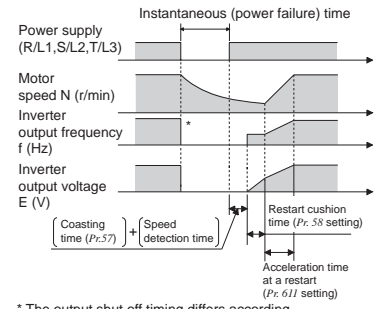 Instantaneous (power failure) time
Power supply
(R/L1,S/L2,T/L3)
Motor
speed N (r/min)
Inverter
output frequency
f (Hz)
*
Inverter
output voltage
E (V)
Coasting
time (Pr.57)
+
Speed
detection time
Restart cushion
time (Pr. 58 setting)
Acceleration time
at a restart
(Pr. 611 setting)
* The output shut off timing differs according